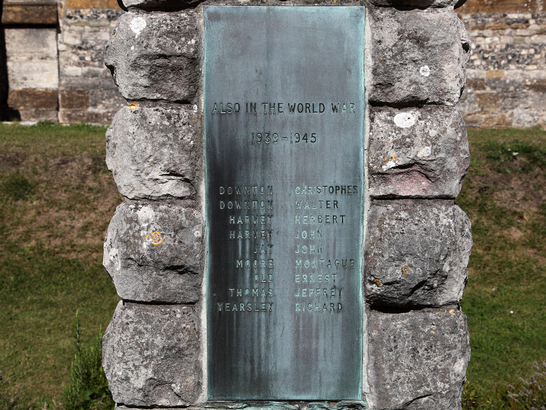 ALSO IN THE WORLD WAR
1939-1945
DOWNTON CHRISTOPHER
DOWNTON WALTER
HARVEY HERBERT
HARVEY JOHN
JOHN
MOORE MONTAGUE
ERNEST
THOMAS JEFFREY
YEARSLEY RICHARD